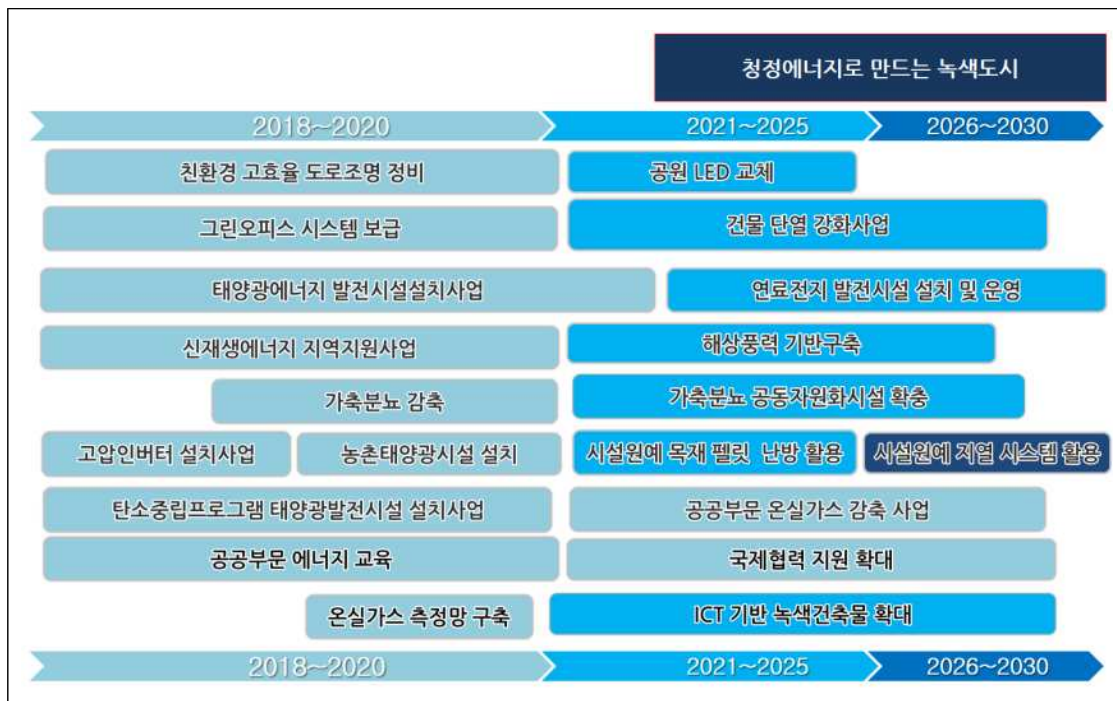 청정에너지로 만드는 녹색도시
2018~2020 2021~2025 2026~2030
친환경 고효율 도로조명 정비 공원 LED 교체
그린오피스 시스템 보급 건물 단열 강화사업
태양광에너지 발전시설설치사업 연료전지 발전시설 설치 및 운영
신재생에너지 지역지원사업 해상풍력 기반구축
가축분뇨 감축 가축분뇨 공동자원화시설 확충
고압인버터 설치사업 농촌태양광시설 설치 시설원예 목재 펠릿 난방 활용 시설원예 지열 시스템 활용
탄소중립프로그램 태양광발전시설 설치사업 공공부문 온실가스 감축 사업
공공부문 에너지 교육 국제협력 지원 확대
온실가스 측정망 구축 ICT 기반 녹색건축물 확대
2018~2020 2021~2025 2026~2030